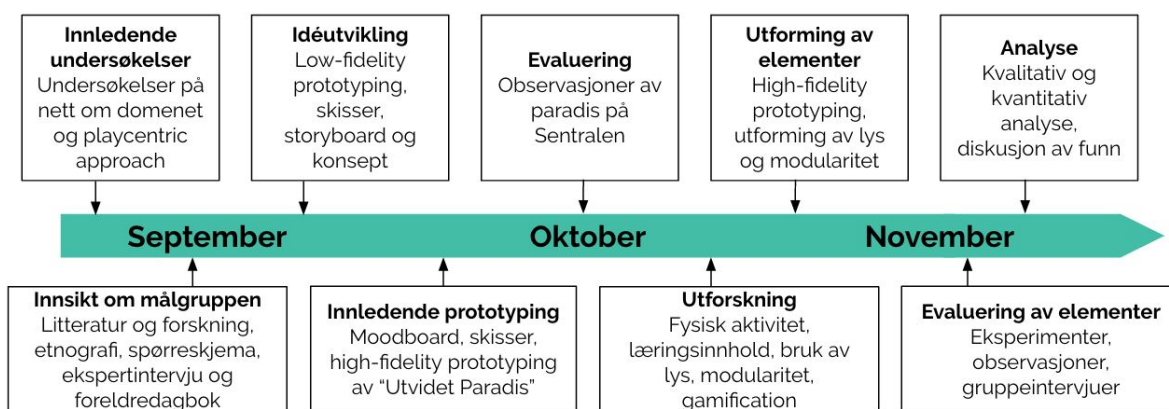 Innledende
undersøkelser
Undersøkelser på
nett om domenet
og playcentric
approach
Idéutvikling
Low-fidelity
prototyping,
skisser,
storyboard og
konsept
Evaluering
Observasjoner av
paradis på
Sentralen
Utforming av
elementer
High-fidelity
prototyping,
utforming av lys
og modularitet
Analyse
Kvalitativ og
kvantitativ
analyse,
diskusjon av funn
September
Oktober
November
Innsikt om målgruppen
Litteratur og forskning,
etnografi, spørreskjema,
ekspertintervju og
foreldredagbok
Innledende prototyping
Moodboard, skisser,
high-fidelity prototyping
av “Utvidet Paradis”
Utforskning
Fysisk aktivitet,
læringsinnhold, bruk av
lys, modularitet,
gamification
Evaluering av elementer
Eksperimenter,
observasjoner,
gruppeintervjuer